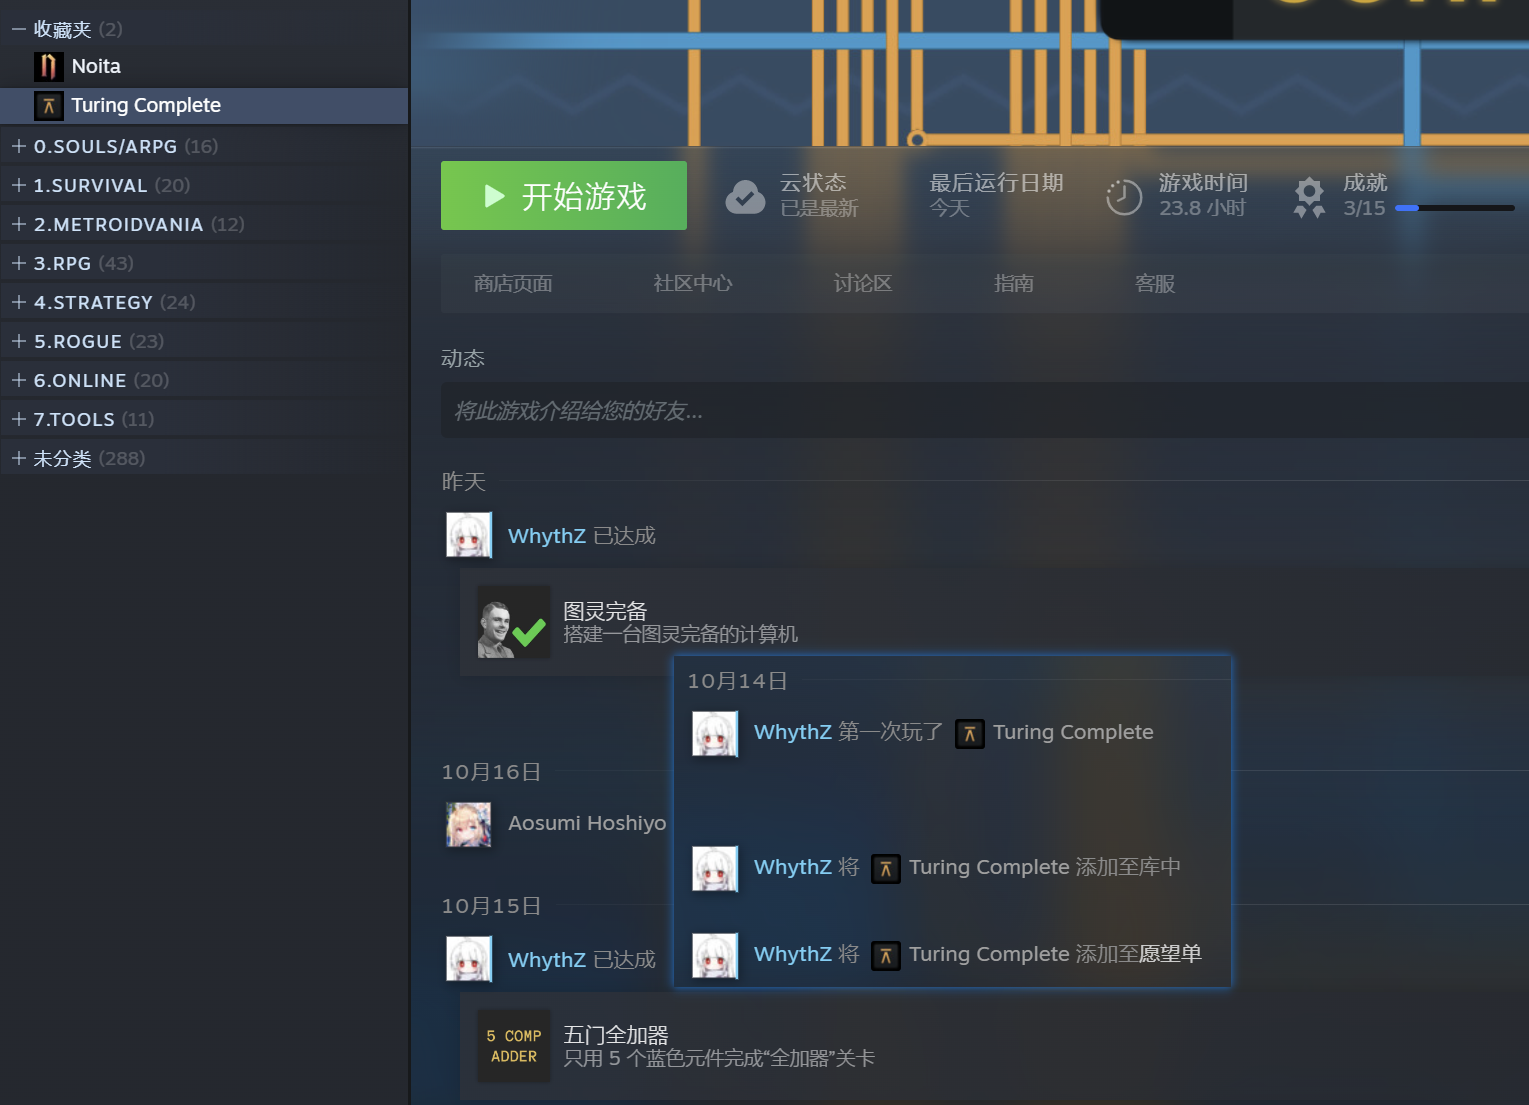 收藏夹 (2)
Noita
Turing Complete
0.SOULS/ARPG (16)
1.SURVIVAL (20)
2.METROIDVANIA (12)
3.RPG (43)
4.STRATEGY (24)
5.ROGUE (23)
6.ONLINE (20)
7.TOOLS (11)
未分类 (288)
开始游戏
云状态
已是最新
最后运行日期
今天
游戏时间
23.8 小时
成就
3/15
商店页面 社区中心 讨论区 指南 客服
动态
将此游戏介绍给您的好友...
昨天
WhythZ 已达成
图灵完备
搭建一台图灵完备的计算机
10月16日
Aosumi Hoshiyo
10月15日
WhythZ 已达成
5 COMP
ADDER
五门全加器
只用 5 个蓝色元件完成“全加器”关卡
10月14日
WhythZ 第一次玩了 Turing Complete
WhythZ 将 Turing Complete 添加至库中
WhythZ 将 Turing Complete 添加至愿望单